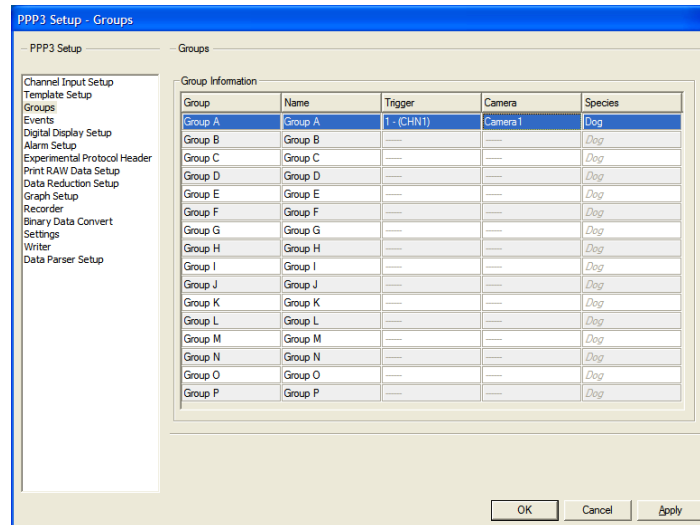 PPP3 Setup - Groups
PPP3 Setup
Groups
Channel Input Setup
Template Setup
Groups
Events
Digital Display Setup
Alarm Setup
Experimental Protocol Header
Print RAW Data Setup
Data Reduction Setup
Graph Setup
Recorder
Binary Data Convert
Settings
Writer
Data Parser Setup
Group Information
Group Name Trigger Camera Species
Group A Group A 1 - (CHN1) Camera1 Dog
Group B Group B ---- ---- Dog
Group C Group C ---- ---- Dog
Group D Group D ---- ---- Dog
Group E Group E ---- ---- Dog
Group F Group F ---- ---- Dog
Group G Group G ---- ---- Dog
Group H Group H ---- ---- Dog
Group I Group I ---- ---- Dog
Group J Group J ---- ---- Dog
Group K Group K ---- ---- Dog
Group L Group L ---- ---- Dog
Group M Group M ---- ---- Dog
Group N Group N ---- ---- Dog
Group O Group O ---- ---- Dog
Group P Group P ---- ---- Dog
OK Cancel Apply